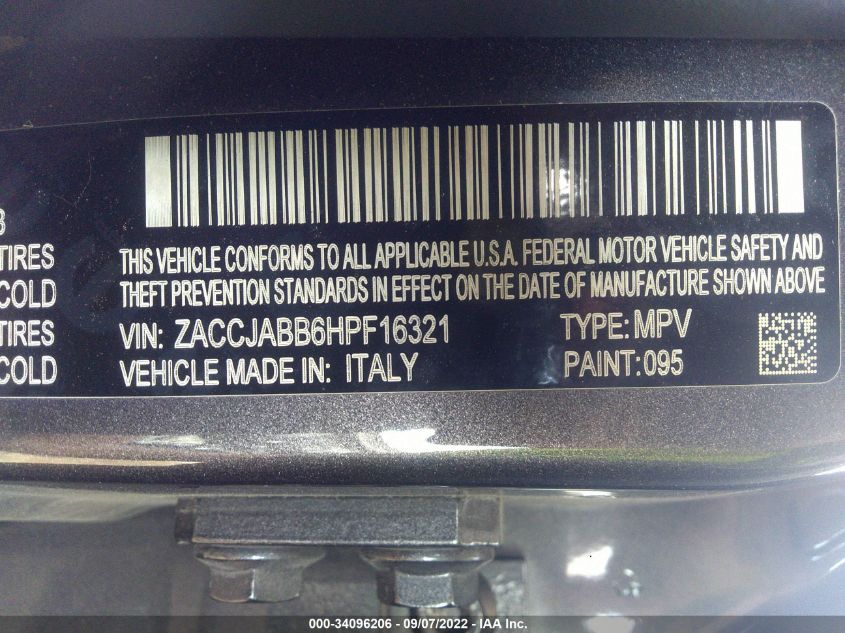 3
TIRES
COLD
TIRES
COLD
THIS VEHICLE CONFORMS TO ALL APPLICABLE U.S.A. FEDERAL MOTOR VEHICLE SAFETY AND
THEFT PREVENTION STANDARDS IN EFFECT ON THE DATE OF MANUFACTURE SHOWN ABOVE
VIN: ZACCJABB6HPF16321 TYPE: MPV
VEHICLE MADE IN: ITALY PAINT: 095
000-34096206 - 09/07/2022 - IAA Inc.